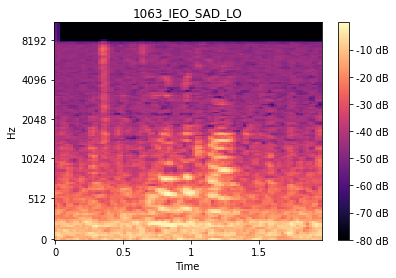 1063_IEO_SAD_LO
8192
4096
2048
1024
512
0
Hz
0
0.5
1
1.5
Time
-10 dB
-20 dB
-30 dB
-40 dB
-50 dB
-60 dB
-70 dB
-80 dB